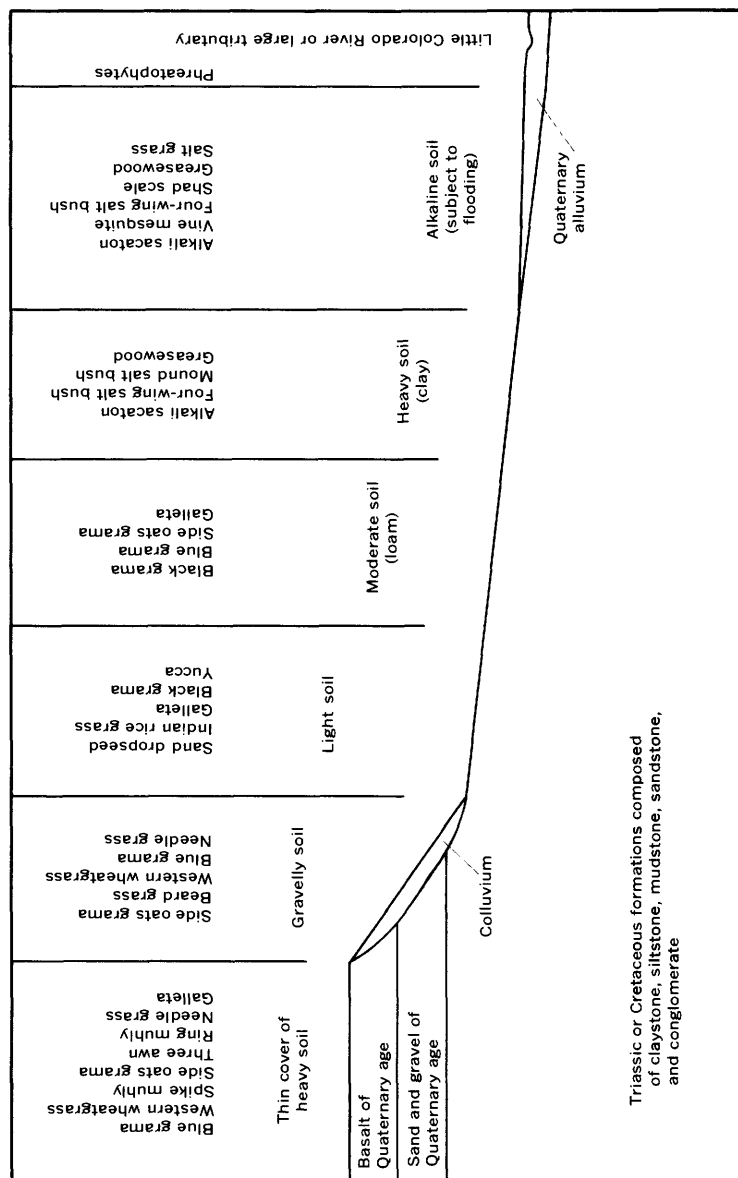 Blue grama
Western wheatgrass
Spike muhly
Side oats grama
Three awn
Ring muhly
Needle grass
Galleta
Side oats grama
Beard grass
Western wheatgrass
Blue grama
Needle grass
Sand dropseed
Indian rice grass
Galleta
Black grama
Yucca
Black grama
Blue grama
Side oats grama
Galleta
Alkali sacaton
Four-wing salt bush
Mound salt bush
Greasewood
Alkali sacaton
Vine mesquite
Four-wing salt bush
Shad scale
Greasewood
Salt grass
Phreatophytes
Little Colorado River or large tributary
Thin cover of
heavy soil
Gravelly soil
Light soil
Moderate soil
(loam)
Heavy soil
(clay)
Alkaline soil
(subject to
flooding)
Basalt of
Quaternary age
Sand and gravel of
Quaternary age
Colluvium
Quaternary
alluvium
Triassic or Cretaceous formations composed
of claystone, siltstone, mudstone, sandstone,
and conglomerate